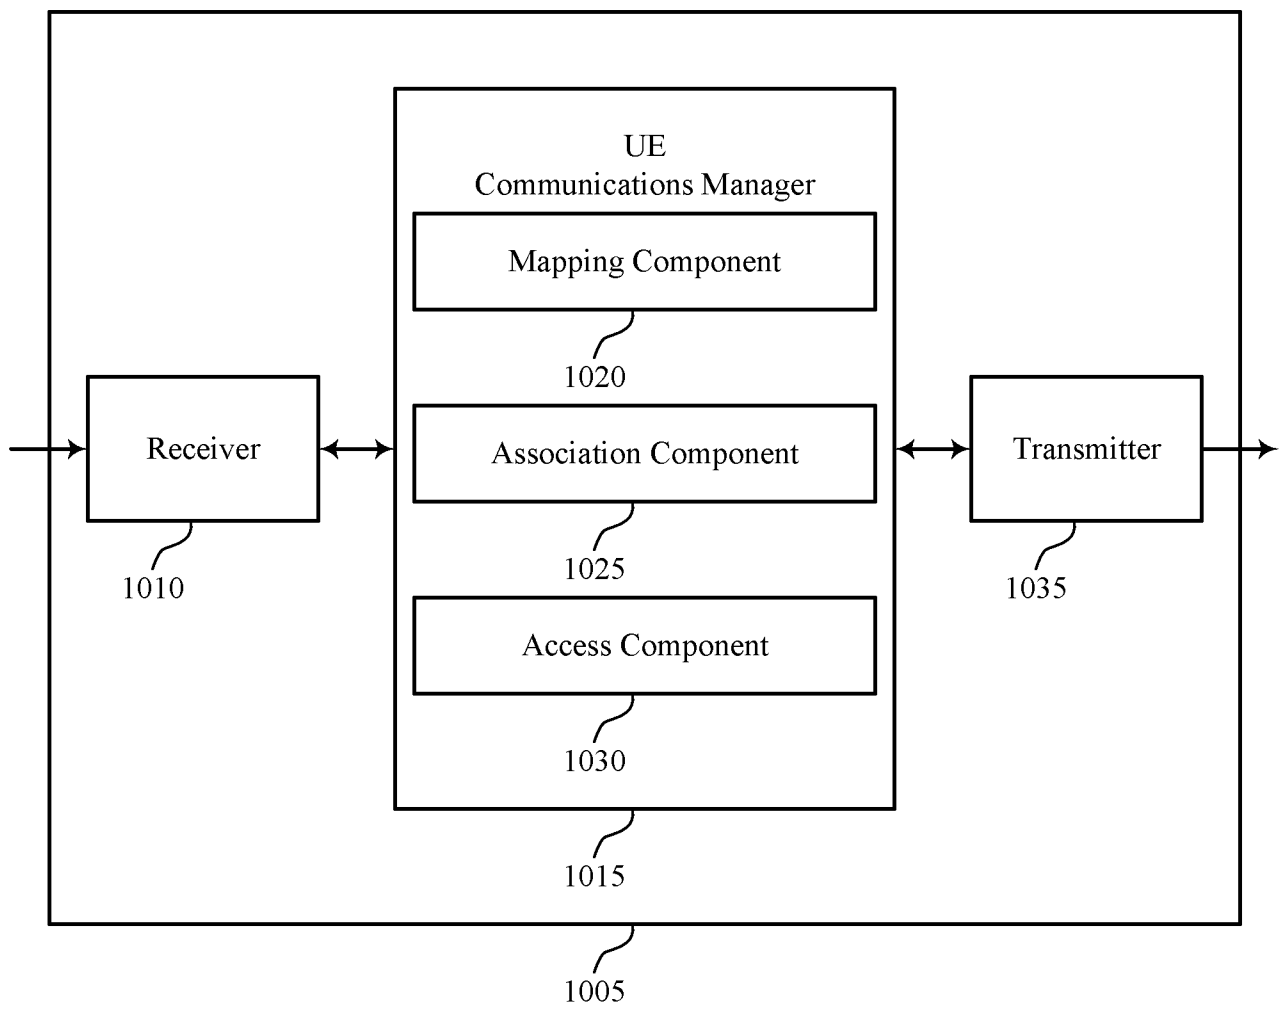 UE
Communications Manager
Mapping Component
1020
Receiver
1010
Association Component
1025
Transmitter
1035
Access Component
1030
1015
1005